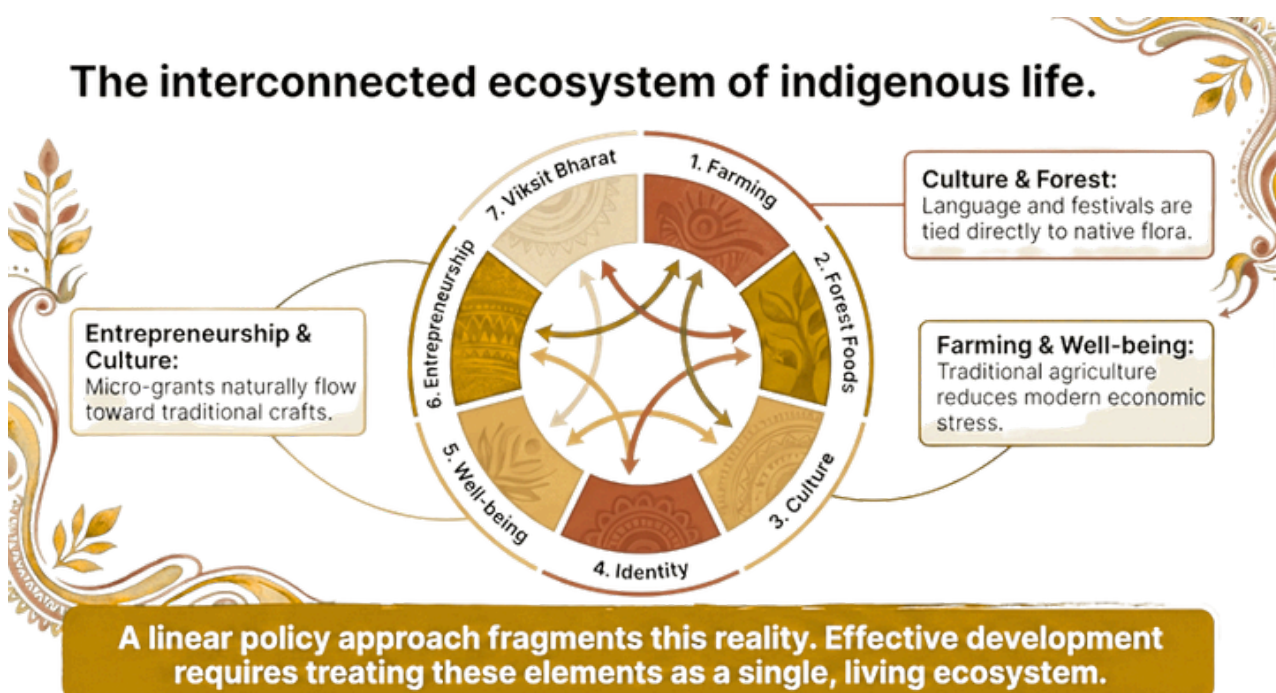 The interconnected ecosystem of indigenous life.
1. Farming
2. Forest Foods
3. Culture
4. Identity
5. Well-being
6. Entrepreneurship
7. Viksit Bharat
Culture & Forest:
Language and festivals are
tied directly to native flora.
Farming & Well-being:
Traditional agriculture
reduces modern economic
stress.
Entrepreneurship &
Culture:
Micro-grants naturally flow
toward traditional crafts.
A linear policy approach fragments this reality. Effective development
requires treating these elements as a single, living ecosystem.